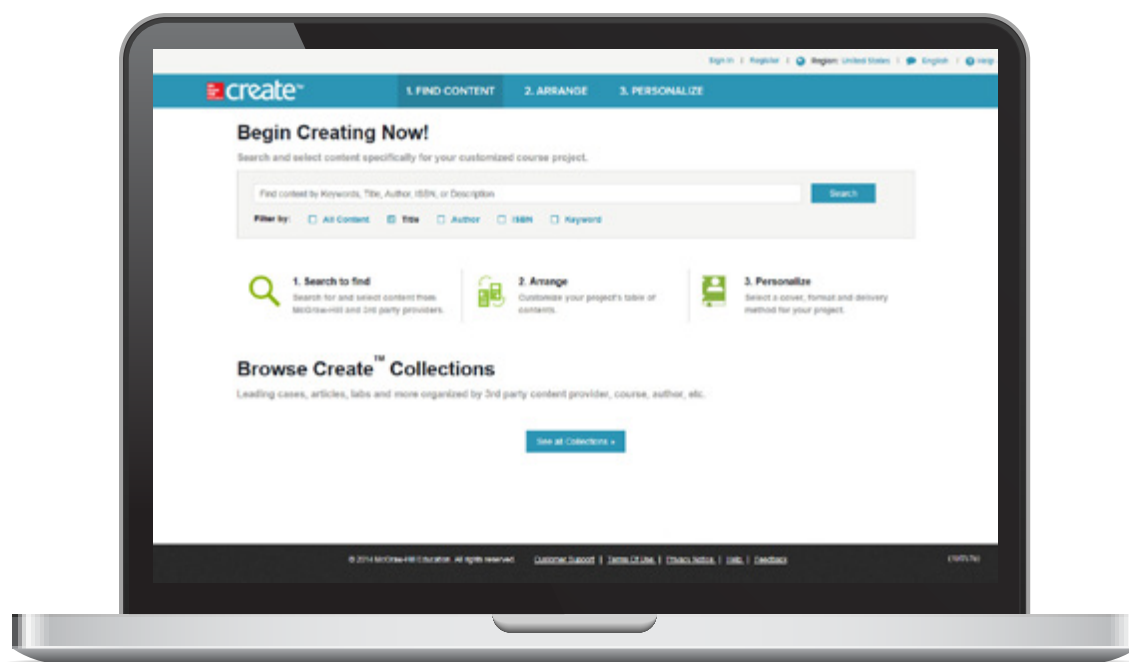 Sign In | Register | Region: United States | English | Help
create™ 1. FIND CONTENT 2. ARRANGE 3. PERSONALIZE
Begin Creating Now!
Search and select content specifically for your customized course project.
Find content by Keywords, Title, Author, ISBN, or Description Search
Filter by: All Content Title Author ISBN Keyword
1. Search to find
Search for and select content from
McGraw-Hill and 3rd party providers.
2. Arrange
Customize your project's table of
contents.
3. Personalize
Select a cover, format and delivery
method for your project.
Browse Create™ Collections
Leading cases, articles, labs and more organized by 3rd party content provider, course, author, etc.
See all Collections »
© 2014 McGraw-Hill Education. All rights reserved. Customer Support | Terms Of Use | Privacy Notice | Help | Feedback